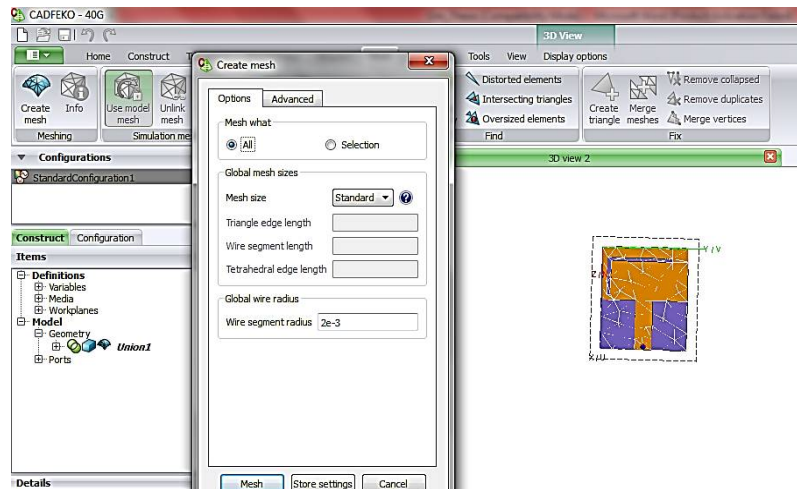 CADFEKO - 40G
3D View
Home Construct
Tools View Display options
Create mesh
Info
Use model mesh
Unlink mesh
Meshing
Simulation me
Distorted elements
Intersecting triangles
Oversized elements
Find
Create triangle
Merge meshes
Remove collapsed
Remove duplicates
Merge vertices
Fix
Configurations
StandardConfiguration1
Construct Configuration
Items
Definitions
Variables
Media
Workplanes
Model
Geometry
Union1
Ports
Details
Create mesh
Options Advanced
Mesh what
All Selection
Global mesh sizes
Mesh size Standard
Triangle edge length
Wire segment length
Tetrahedral edge length
Global wire radius
Wire segment radius 2e-3
Mesh Store settings Cancel
3D view 2